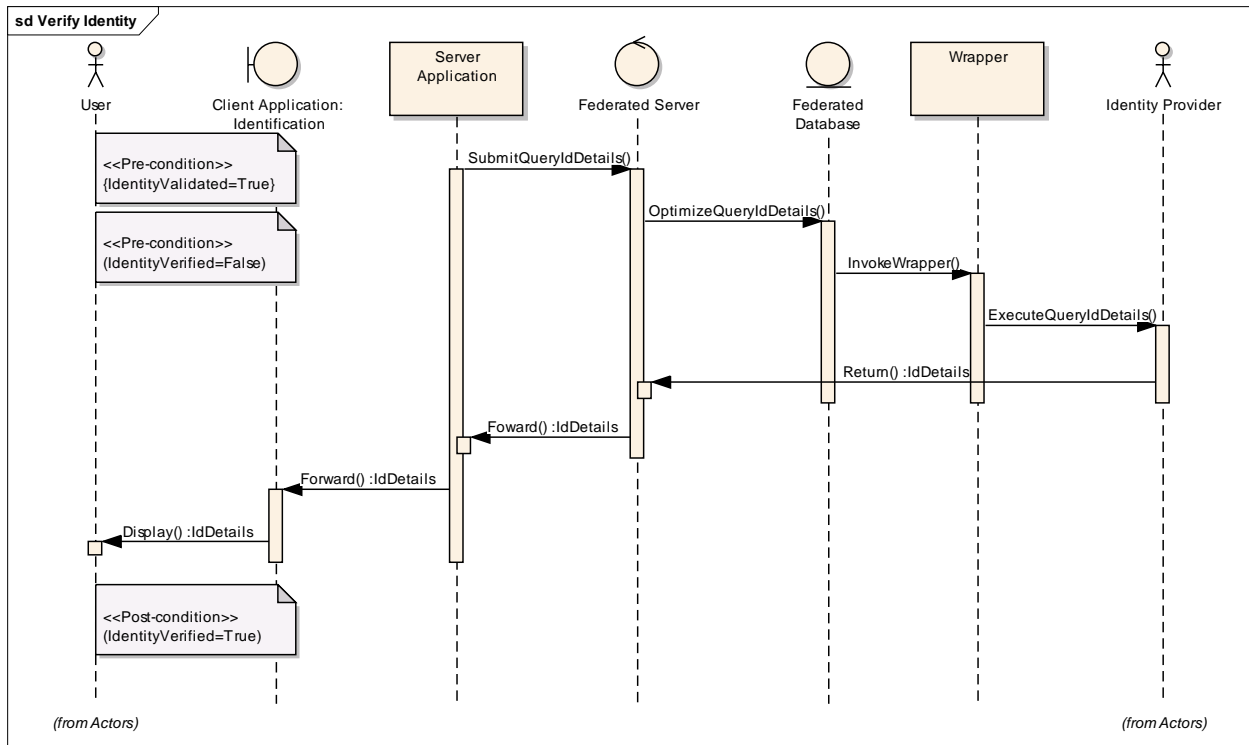 sd Verify Identity
User
Client Application:
Identification
Server
Application
Federated Server
Federated
Database
Wrapper
Identity Provider
<<Pre-condition>>
{IdentityValidated=True}
SubmitQueryIdDetails()
OptimizeQueryIdDetails()
<<Pre-condition>>
(IdentityVerified=False)
InvokeWrapper()
ExecuteQueryIdDetails()
Return() :IdDetails
Foward() :IdDetails
Forward() :IdDetails
Display() :IdDetails
<<Post-condition>>
(IdentityVerified=True)
(from Actors)
(from Actors)